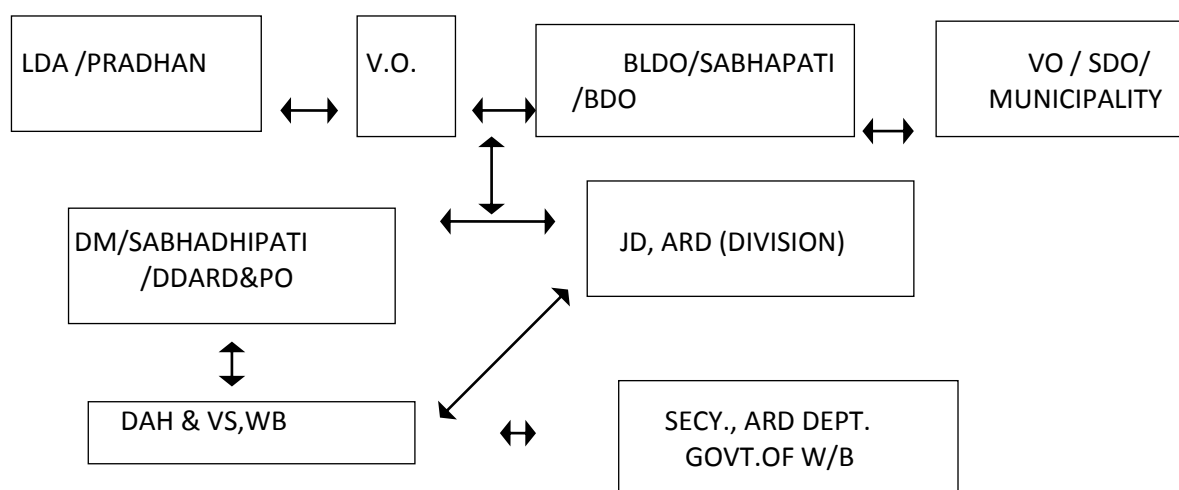 LDA /PRADHAN
V.O.
BLDO/SABHAPATI
/BDO
VO / SDO/
MUNICIPALITY
DM/SABHADHIPATI
/DDARD&PO
JD, ARD (DIVISION)
DAH & VS,WB
SECY., ARD DEPT.
GOVT.OF W/B